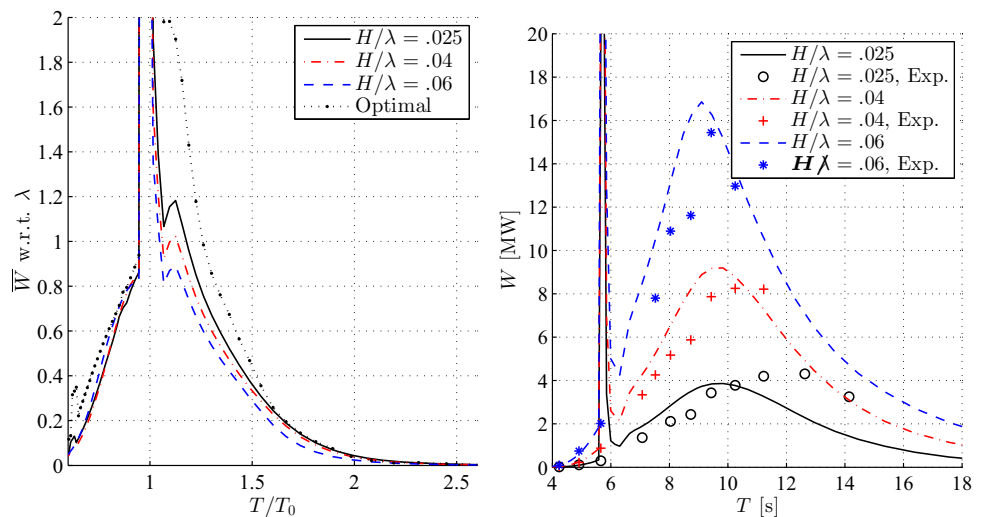 2
1.8
1.6
1.4
1.2
1
0.8
0.6
0.4
0.2
0
1
1.5
2
2.5
T/T₀
W̅ w.r.t. λ
H/λ = .025
H/λ = .04
H/λ = .06
Optimal
20
18
16
14
12
10
8
6
4
2
0
4
6
8
10
12
14
16
18
T [s]
W [MW]
H/λ = .025
H/λ = .025, Exp.
H/λ = .04
H/λ = .04, Exp.
H/λ = .06
H/λ = .06, Exp.